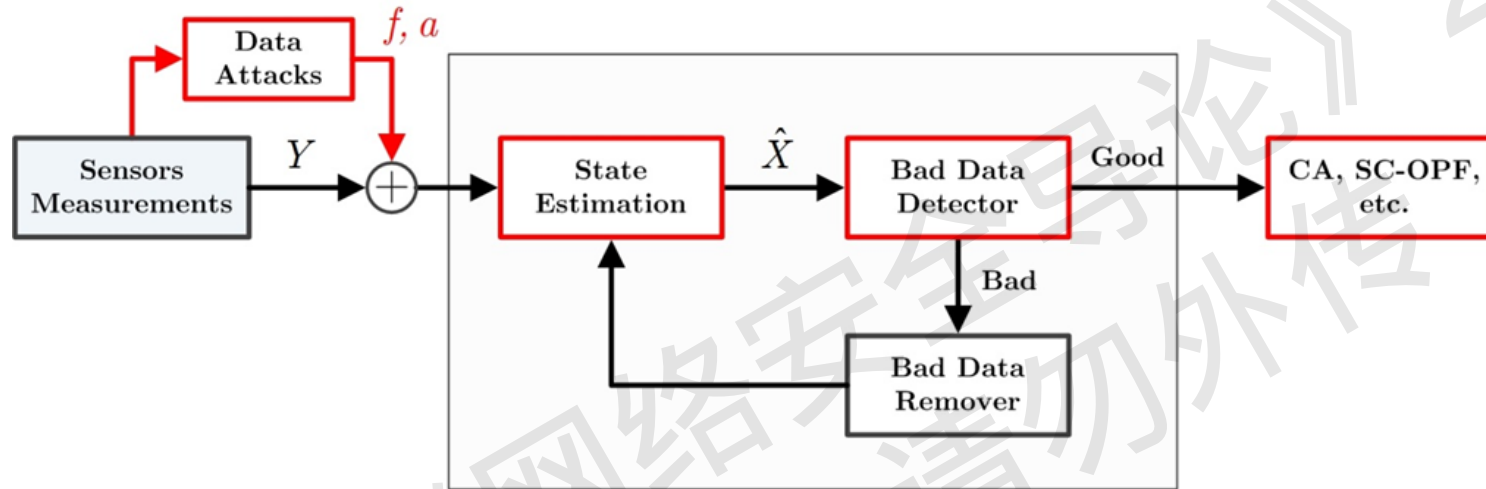 Data
Attacks
f, a
Sensors
Measurements
Y
+
State
Estimation
X̂
Bad Data
Detector
Good
CA, SC-OPF,
etc.
Bad
Bad Data
Remover
网络安全导论》2
请勿外传